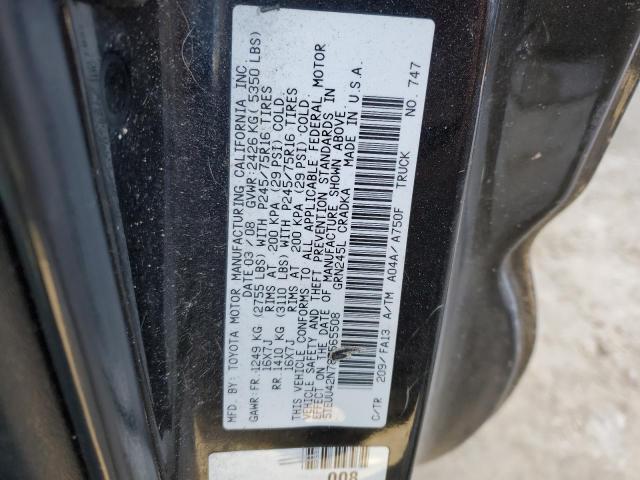 MFD. BY: TOYOTA MOTOR MANUFACTURING CALIFORNIA INC
DATE 03 / 08 GVWR: 2426 KG ( 5350 LBS)
GAWR:FR. 1249 KG (2755 LBS) WITH P245/75R16 TIRES
16X7J RIMS AT 200 KPA (29 PSI) COLD.
RR 1410 KG (3110 LBS) WITH P245/75R16 TIRES
16X7J RIMS AT 200 KPA (29 PSI) COLD.
THIS VEHICLE CONFORMS TO ALL APPLICABLE FEDERAL MOTOR
VEHICLE SAFETY AND THEFT PREVENTION STANDARDS IN
EFFECT ON THE DATE OF MANUFACTURE SHOWN ABOVE.
GRN245L CRADKA MADE IN U.S.A.
C/TR 209/FA13 A/TM A04A/ A750F TRUCK NO. 747
008